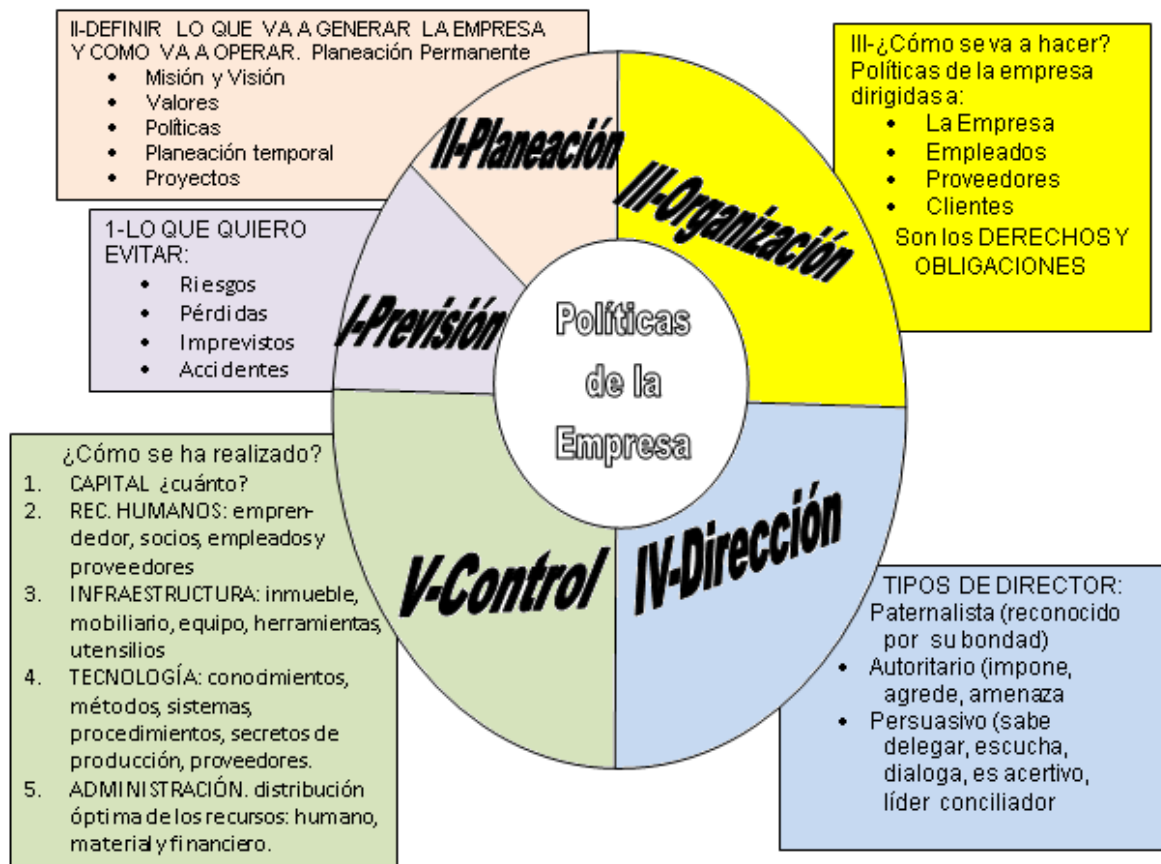 II-DEFINIR LO QUE VA A GENERAR LA EMPRESA
Y COMO VA A OPERAR. Planeación Permanente
• Misión y Visión
• Valores
• Políticas
• Planeación temporal
• Proyectos
1-LO QUE QUIERO
EVITAR:
• Riesgos
• Pérdidas
• Imprevistos
• Accidentes
¿Cómo se ha realizado?
1. CAPITAL ¿cuánto?
2. REC. HUMANOS: empren-
dedor, socios, empleados y
proveedores
3. INFRAESTRUCTURA: inmueble,
mobiliario, equipo, herramientas,
utensilios
4. TECNOLOGÍA: conocimientos,
métodos, sistemas,
procedimientos, secretos de
producción, proveedores.
5. ADMINISTRACIÓN. distribución
óptima de los recursos: humano,
material y financiero.
II-Planeación
III-Organización
I-Previsión
Políticas
de la
Empresa
V-Control
IV-Dirección
III-¿Cómo se va a hacer?
Políticas de la empresa
dirigidas a:
• La Empresa
• Empleados
• Proveedores
• Clientes
Son los DERECHOS Y
OBLIGACIONES
TIPOS DE DIRECTOR:
Paternalista (reconocido
por su bondad)
• Autoritario (impone,
agrede, amenaza
• Persuasivo (sabe
delegar, escucha,
dialoga, es acertivo,
líder conciliador